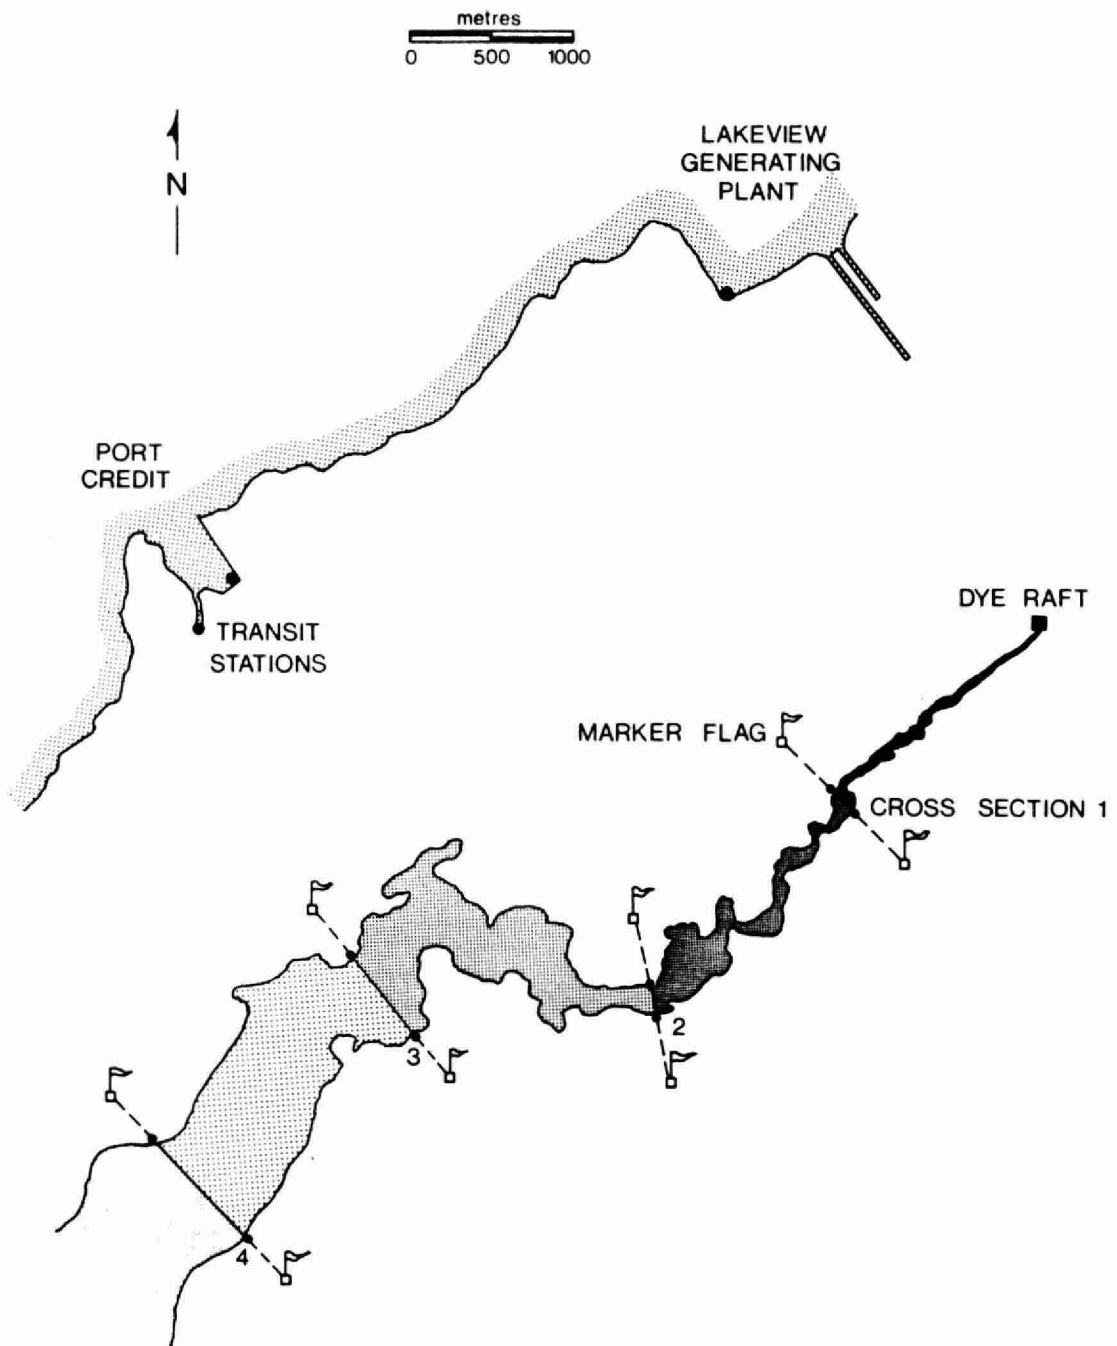 metres
0 500 1000
N
LAKEVIEW
GENERATING
PLANT
PORT
CREDIT
TRANSIT
STATIONS
DYE RAFT
MARKER FLAG
CROSS SECTION 1
2
3
4